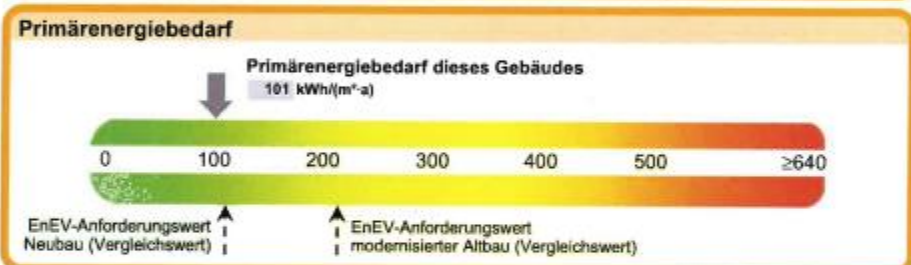 Primärenergiebedarf
Primärenergiebedarf dieses Gebäudes
101 kWh/(m²·a)
0 100 200 300 400 500 ≥640
EnEV-Anforderungswert
Neubau (Vergleichswert)
EnEV-Anforderungswert
modernisierter Altbau (Vergleichswert)